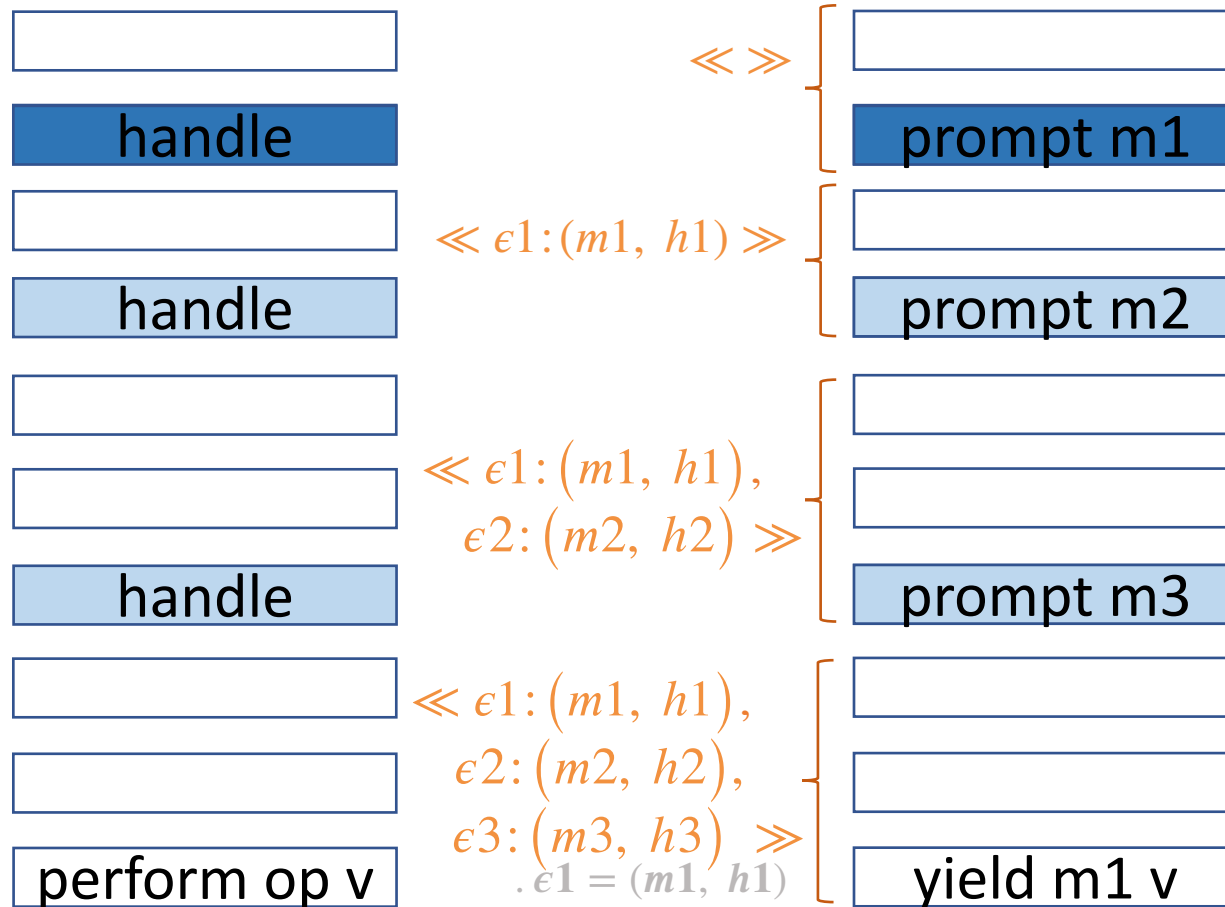 ≪ ≫
handle
prompt m1
≪ ϵ1:(m1, h1) ≫
handle
prompt m2
≪ ϵ1:(m1, h1),
ϵ2:(m2, h2) ≫
handle
prompt m3
≪ ϵ1:(m1, h1),
ϵ2:(m2, h2),
ϵ3:(m3, h3) ≫
perform op v
. ϵ1 = (m1, h1)
yield m1 v